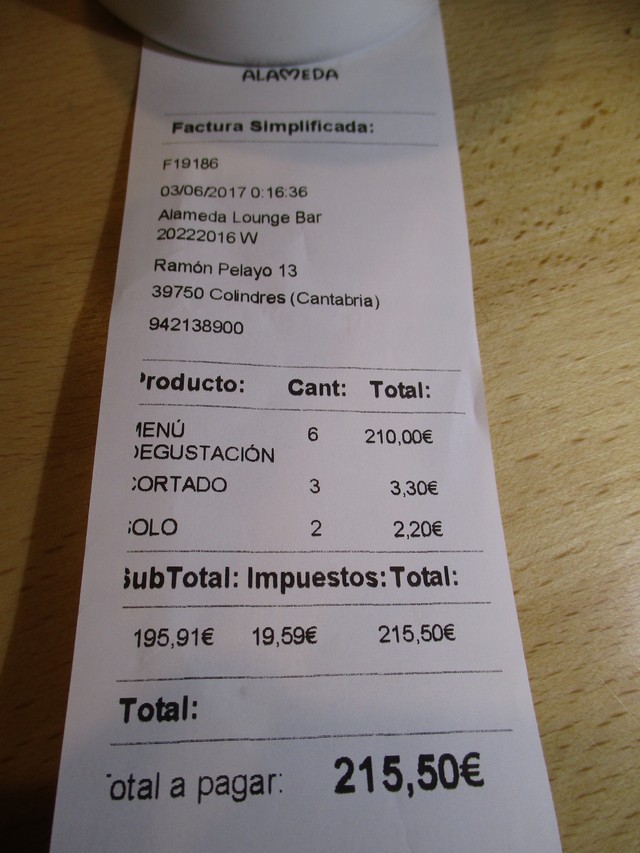 ALAMEDA
Factura Simplificada:
F19186
03/06/2017 0:16:36
Alameda Lounge Bar
20222016 W
Ramón Pelayo 13
39750 Colindres (Cantabria)
942138900
Producto: Cant: Total:
MENÚ 6 210,00€
DEGUSTACIÓN
CORTADO 3 3,30€
SOLO 2 2,20€
SubTotal: Impuestos: Total:
195,91€ 19,59€ 215,50€
Total:
Total a pagar: 215,50€